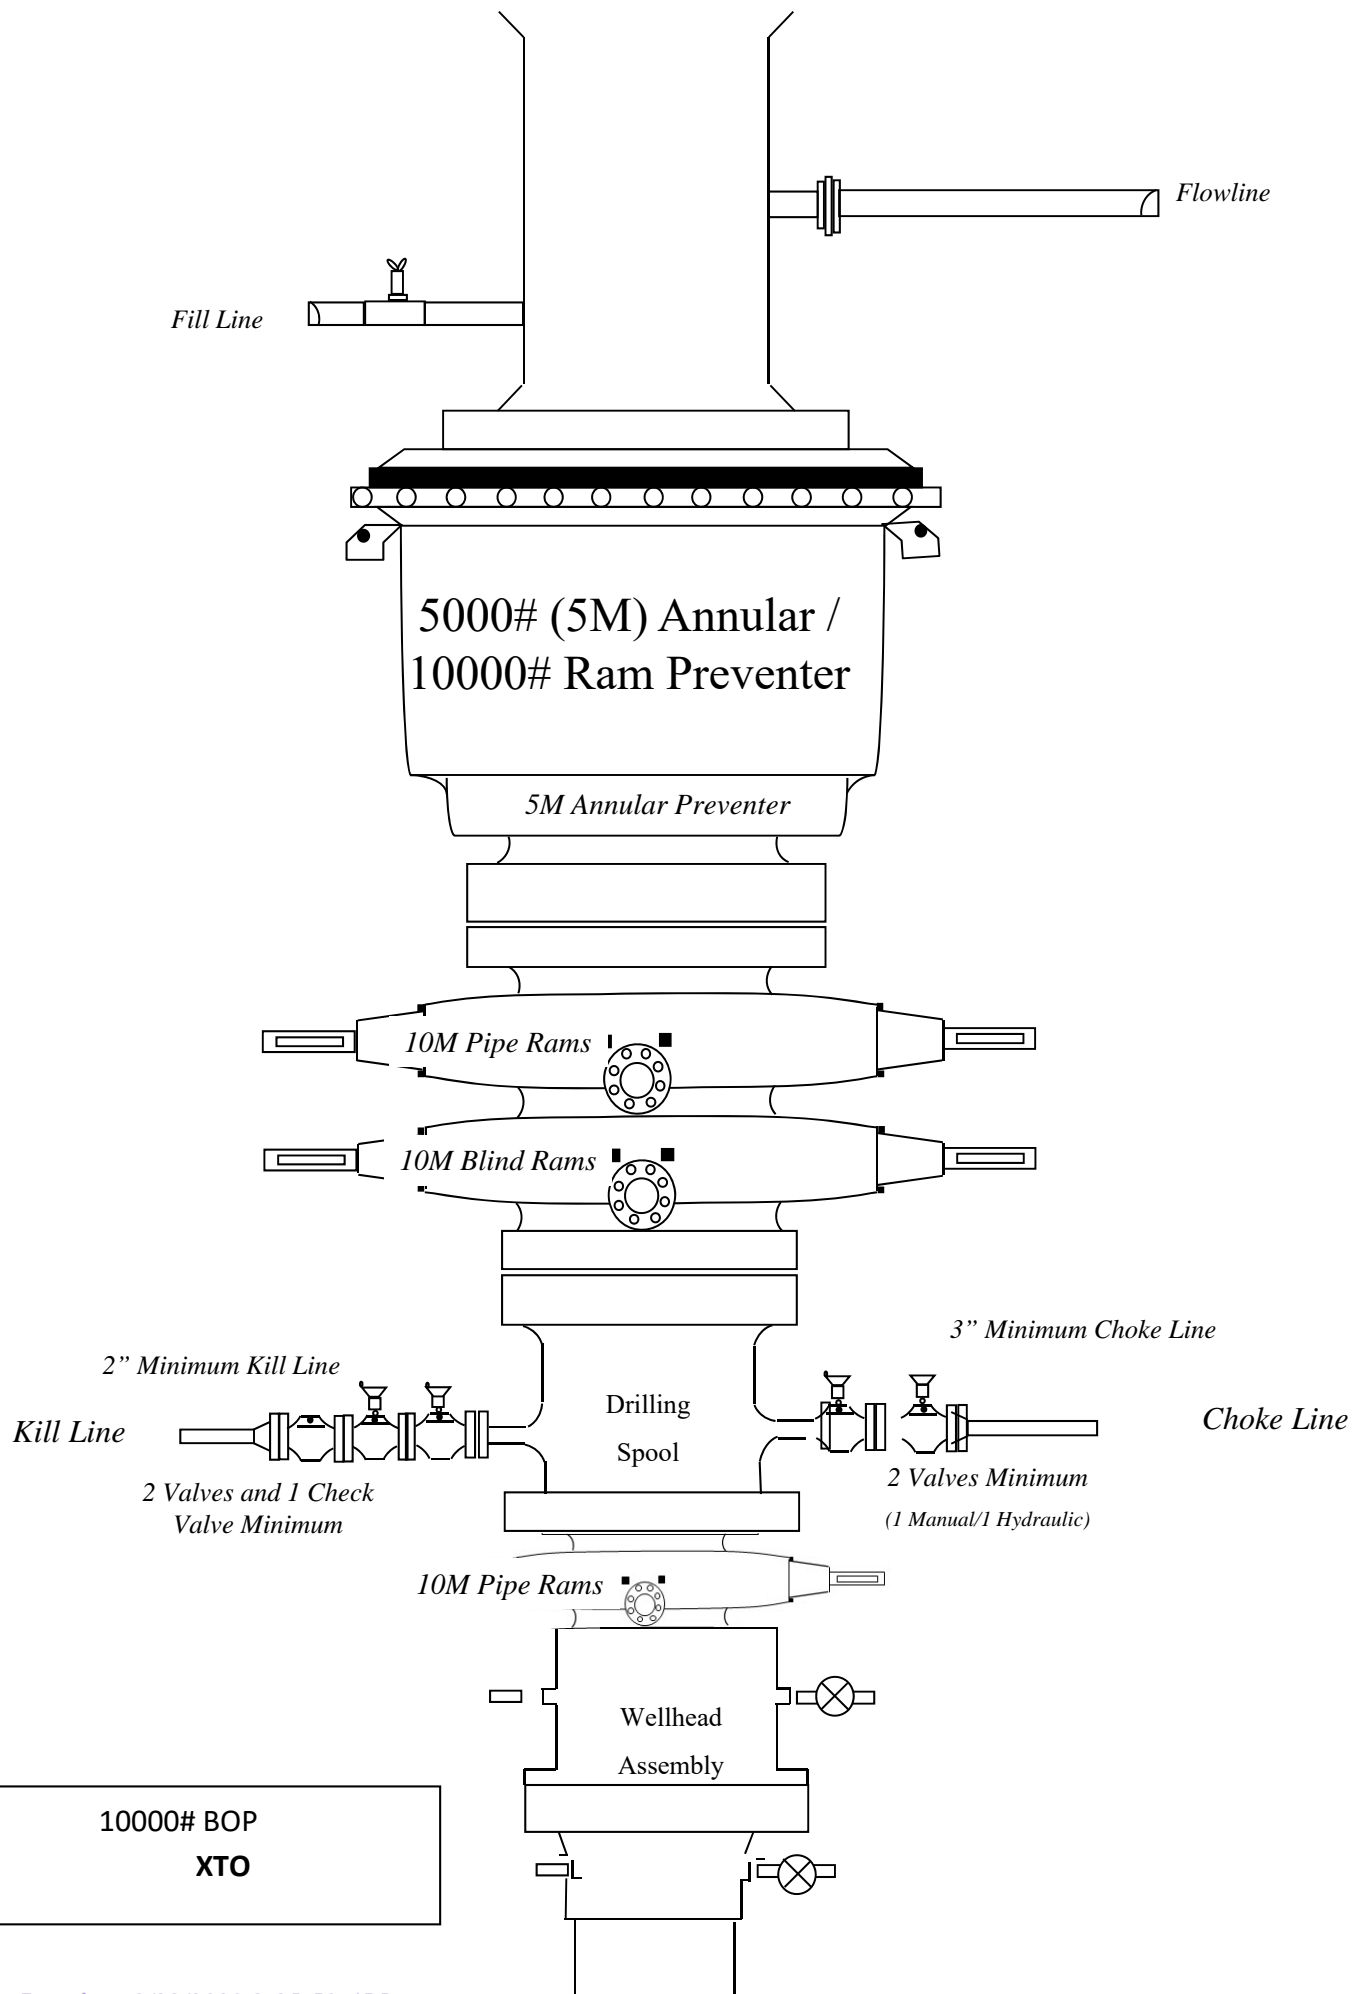 Flowline
Fill Line
5000# (5M) Annular /
10000# Ram Preventer
5M Annular Preventer
10M Pipe Rams
10M Blind Rams
3” Minimum Choke Line
2” Minimum Kill Line
Drilling
Spool
Kill Line
Choke Line
2 Valves and 1 Check
Valve Minimum
2 Valves Minimum
(1 Manual/1 Hydraulic)
10M Pipe Rams
Wellhead
Assembly
10000# BOP
XTO